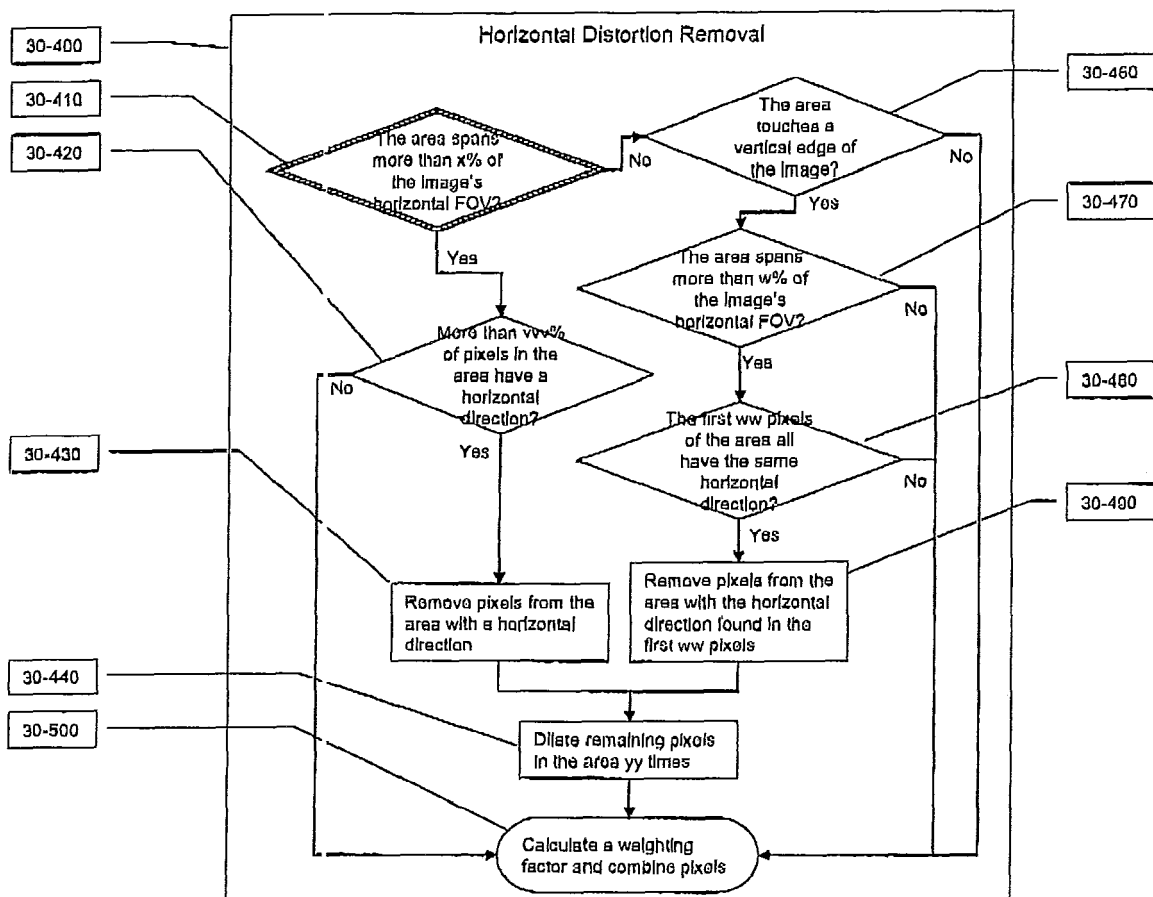 Horizontal Distortion Removal
30-400
30-410
30-420
30-430
30-440
30-500
30-460
30-470
30-480
30-490
The area spans
more than x% of
the image's
horizontal FOV?
No
Yes
The area
touches a
vertical edge of
the image?
No
Yes
More than vvv%
of pixels in the
area have a
horizontal
direction?
No
Yes
The area spans
more than w% of
the image's
horizontal FOV?
No
Yes
The first ww pixels
of the area all
have the same
horizontal
direction?
No
Yes
Remove pixels from the
area with a horizontal
direction
Remove pixels from the
area with the horizontal
direction found in the
first ww pixels
Dilate remaining pixels
in the area yy times
Calculate a weighting
factor and combine pixels